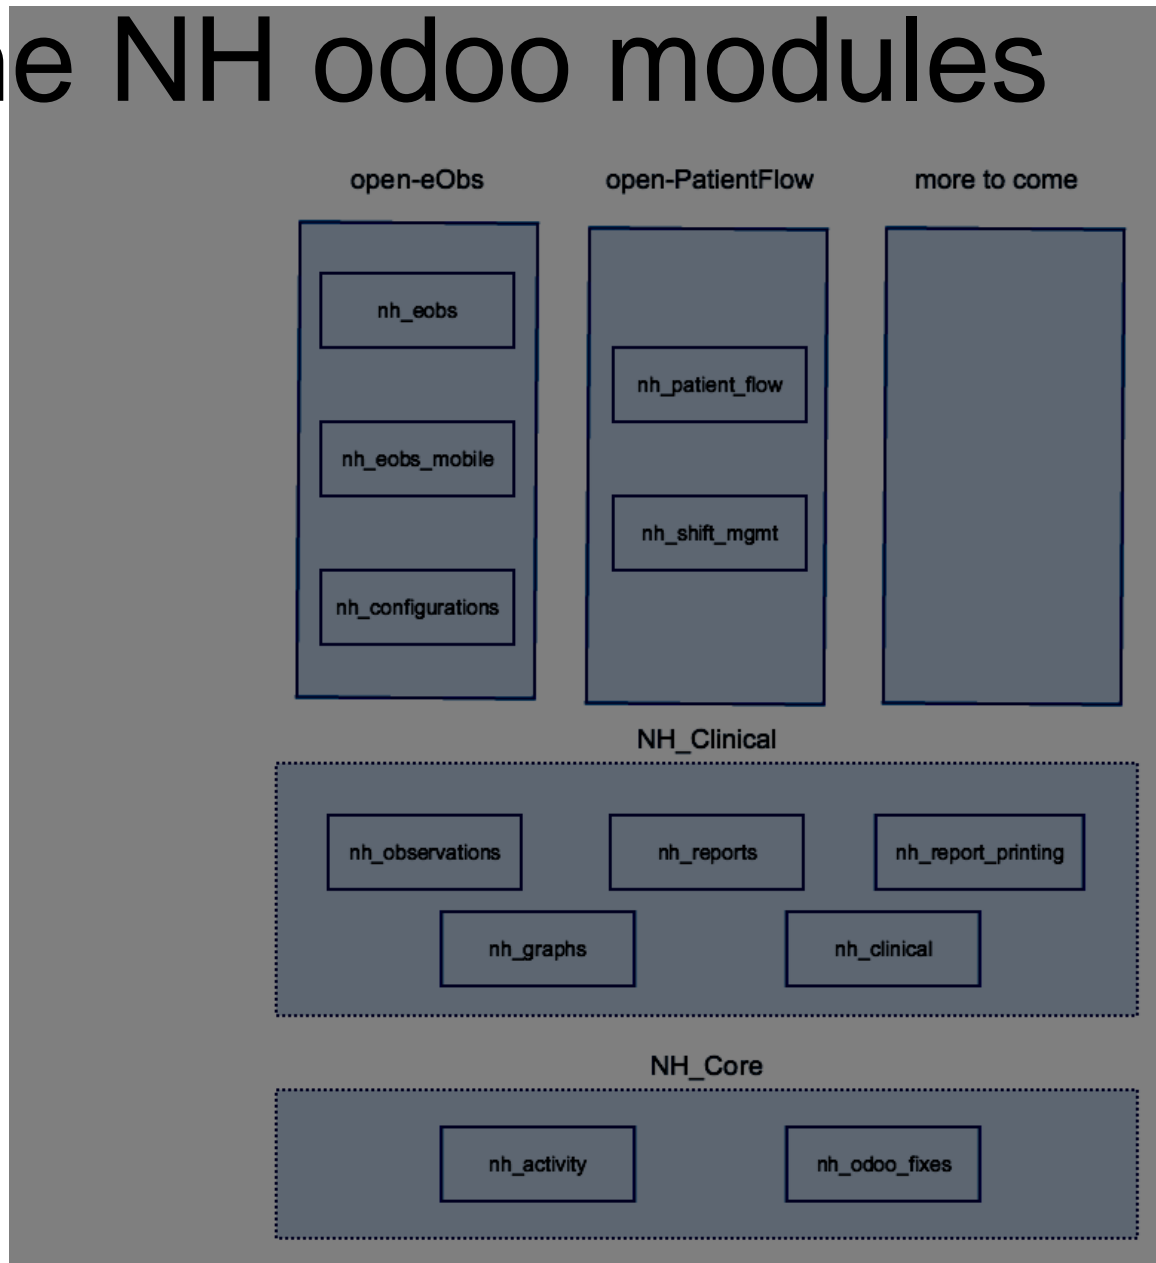 e NH odoo modules
open-eObs open-PatientFlow more to come
nh_eobs
nh_patient_flow
nh_eobs_mobile
nh_shift_mgmt
nh_configurations
NH_Clinical
nh_observations nh_reports nh_report_printing
nh_graphs nh_clinical
NH_Core
nh_activity nh_odoo_fixes